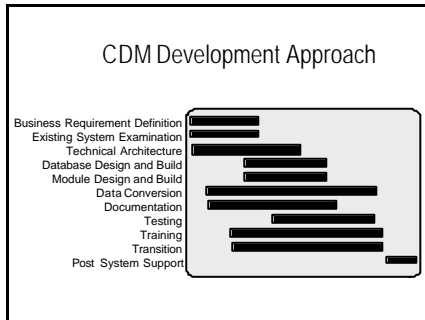 CDM Development Approach
Business Requirement Definition
Existing System Examination
Technical Architecture
Database Design and Build
Module Design and Build
Data Conversion
Documentation
Testing
Training
Transition
Post System Support